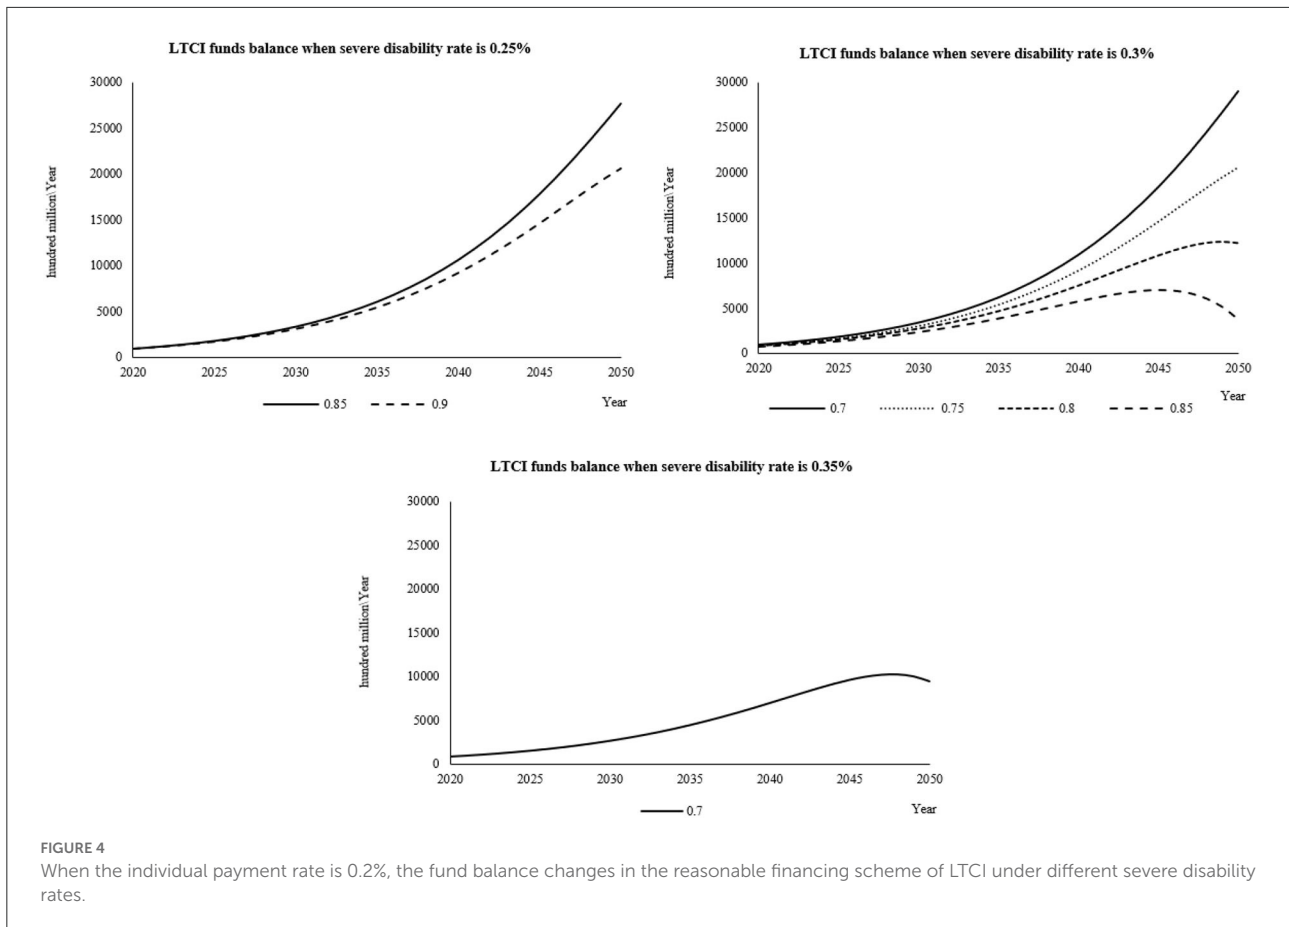 LTCI funds balance when severe disability rate is 0.25%
30000
25000
20000
15000
10000
5000
0
hundred million\Year
2020 2025 2030 2035 2040 2045 2050
Year
0.85 0.9
LTCI funds balance when severe disability rate is 0.3%
30000
25000
20000
15000
10000
5000
0
hundred million\Year
2020 2025 2030 2035 2040 2045 2050
Year
0.7 0.75 0.8 0.85
LTCI funds balance when severe disability rate is 0.35%
30000
25000
20000
15000
10000
5000
0
hundred million\Year
2020 2025 2030 2035 2040 2045 2050
0.7
Year
FIGURE 4
When the individual payment rate is 0.2%, the fund balance changes in the reasonable financing scheme of LTCI under different severe disability
rates.